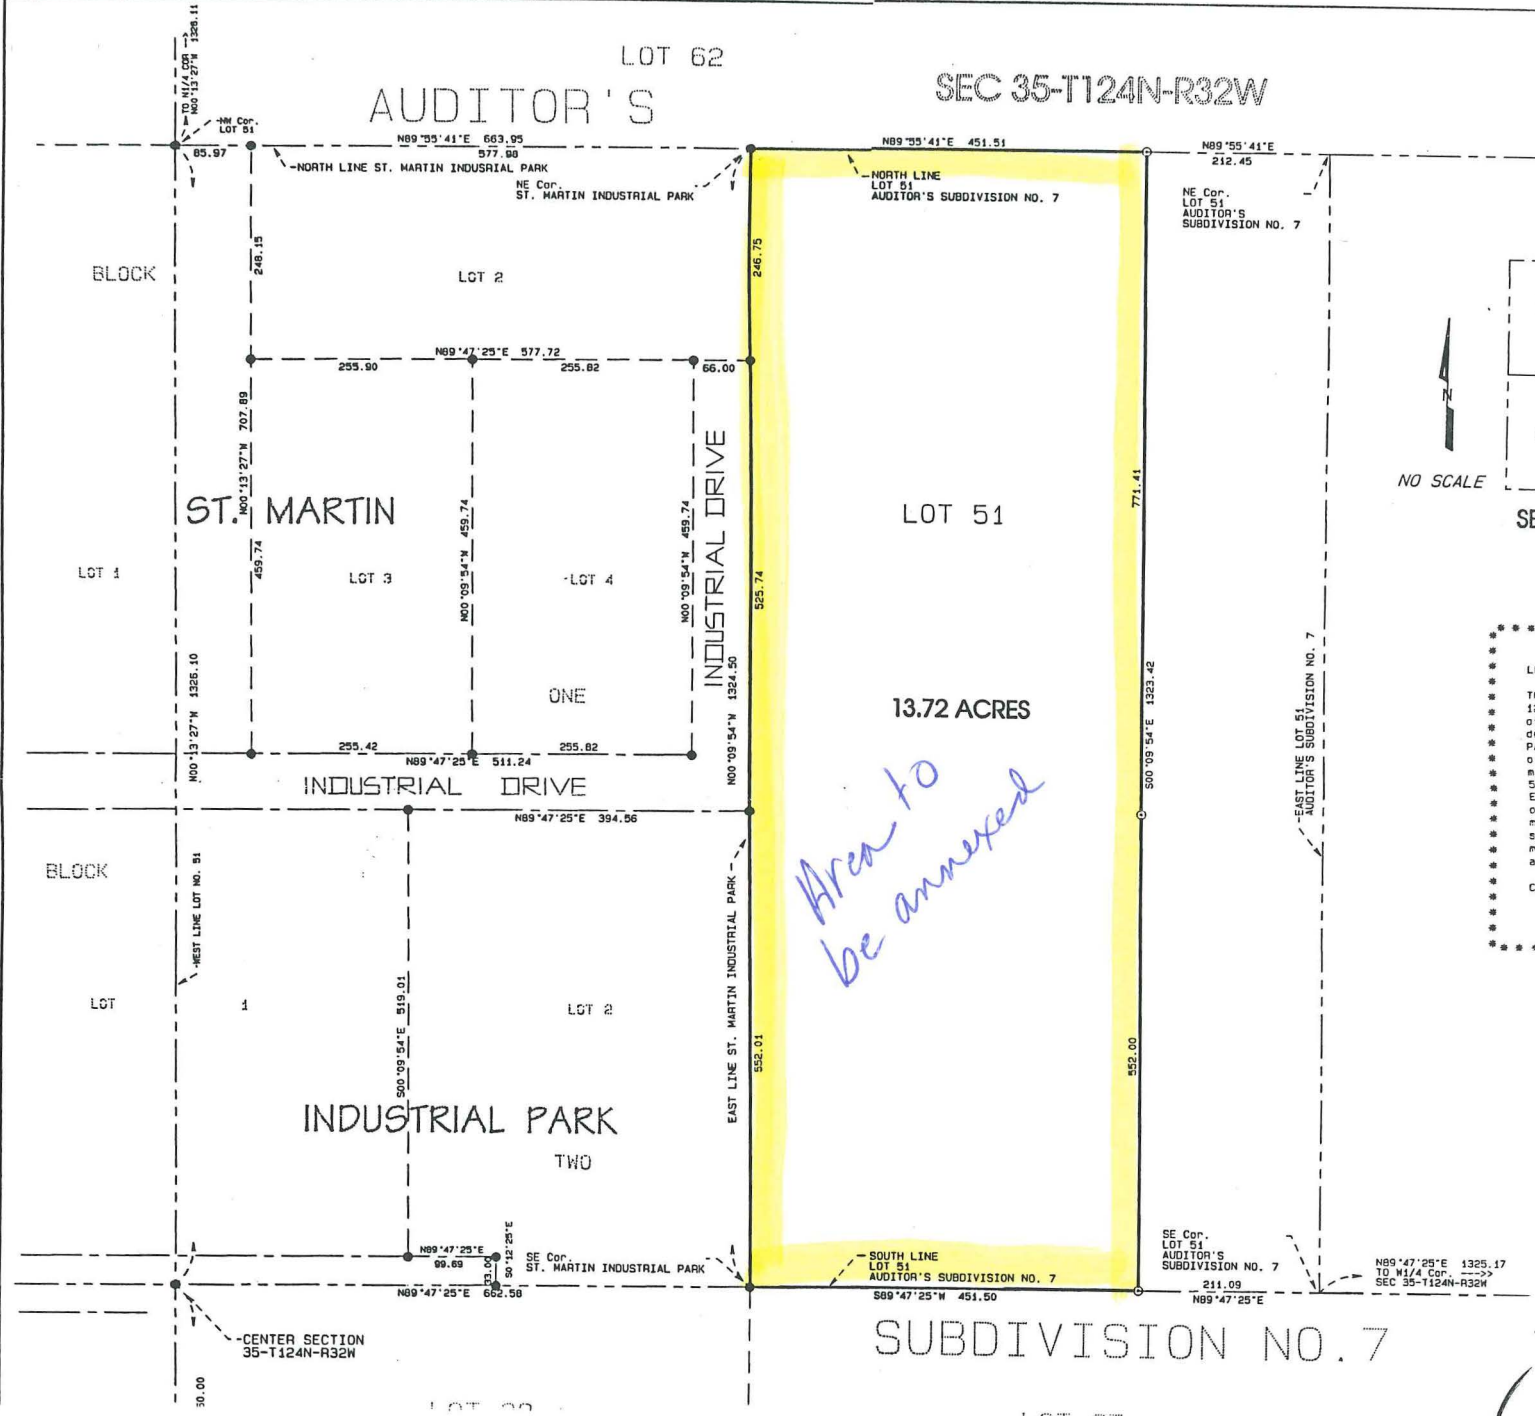 LOT 62
AUDITOR'S
SEC 35-T124N-R32W
TO N1/4 COR -->
N00°13'27"W 1326.11
NW Cor.
LOT 51
85.97
N89°55'41"E 663.95
577.98
NORTH LINE ST. MARTIN INDUSRIAL PARK
NE Cor.
ST. MARTIN INDUSTRIAL PARK
N89°55'41"E 451.51
NORTH LINE
LOT 51
AUDITOR'S SUBDIVISION NO. 7
N89°55'41"E
212.45
NE Cor.
LOT 51
AUDITOR'S
SUBDIVISION NO. 7
BLOCK
248.15
LOT 2
246.75
N89°47'25"E 577.72
255.90
255.82
66.00
N00°13'27"W 707.89
ST. MARTIN
INDUSTRIAL DRIVE
LOT 51
771.41
N
NO SCALE
SE
LOT 1
459.74
LOT 3
N00°09'54"W 459.74
LOT 4
N00°09'54"W 459.74
525.74
N00°13'27"W 1326.10
ONE
N00°09'54"W 1324.50
13.72 ACRES
S00°09'54"E 1323.42
EAST LINE LOT 51
AUDITOR'S SUBDIVISION NO. 7
255.42
255.82
N89°47'25"E 511.24
INDUSTRIAL DRIVE
N89°47'25"E 394.56
Area to
be annexed
BLOCK
WEST LINE LOT NO. 51
EAST LINE ST. MARTIN INDUSTRIAL PARK
LOT 1
S00°09'54"E 519.01
LOT 2
552.01
552.00
INDUSTRIAL PARK
TWO
N89°47'25"E
99.69
33.00
S0°12'25"E
SE Cor.
ST. MARTIN INDUSTRIAL PARK
N89°47'25"E 662.58
SOUTH LINE
LOT 51
AUDITOR'S SUBDIVISION NO. 7
S89°47'25"W 451.50
SE Cor.
LOT 51
AUDITOR'S
SUBDIVISION NO. 7
211.09
N89°47'25"E
N89°47'25"E 1325.17
TO W1/4 Cor. --->>
SEC 35-T124N-R32W
CENTER SECTION
35-T124N-R32W
SUBDIVISION NO. 7